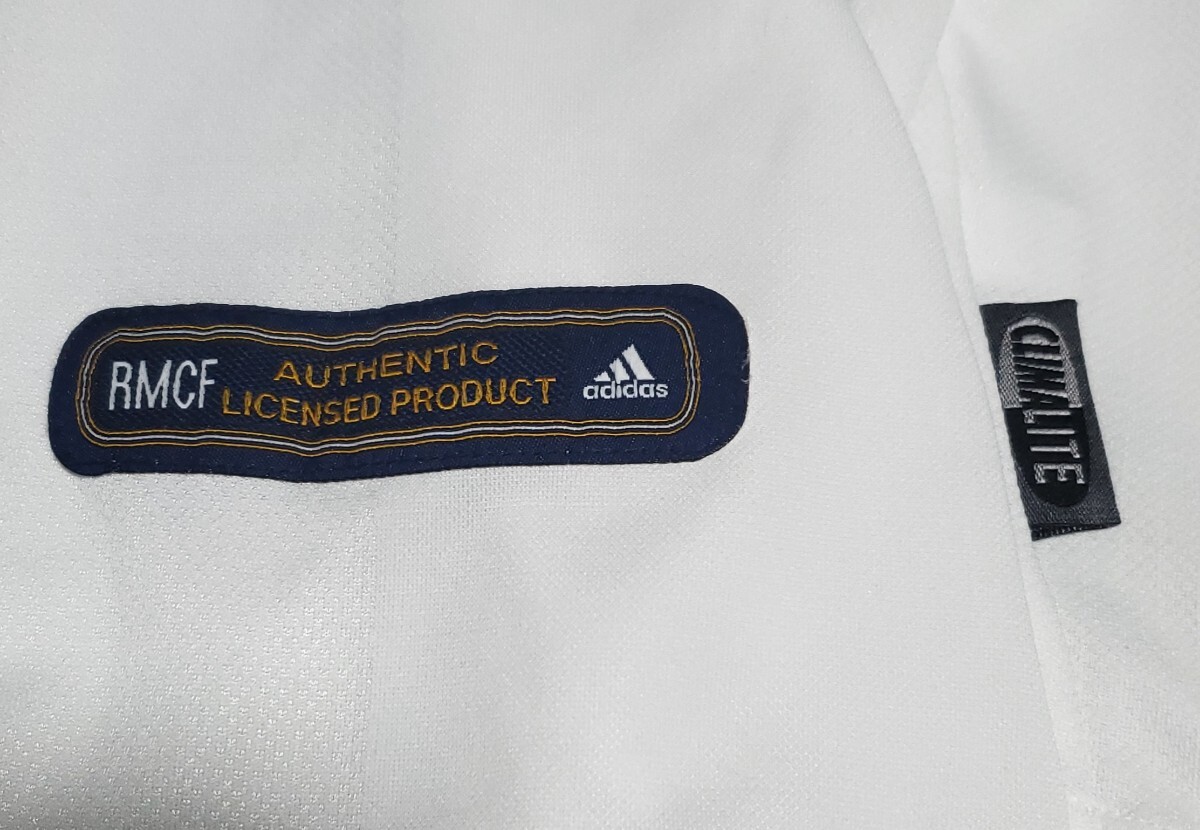 RMCF
AUTHENTIC
LICENSED PRODUCT
adidas
CLIMALITE